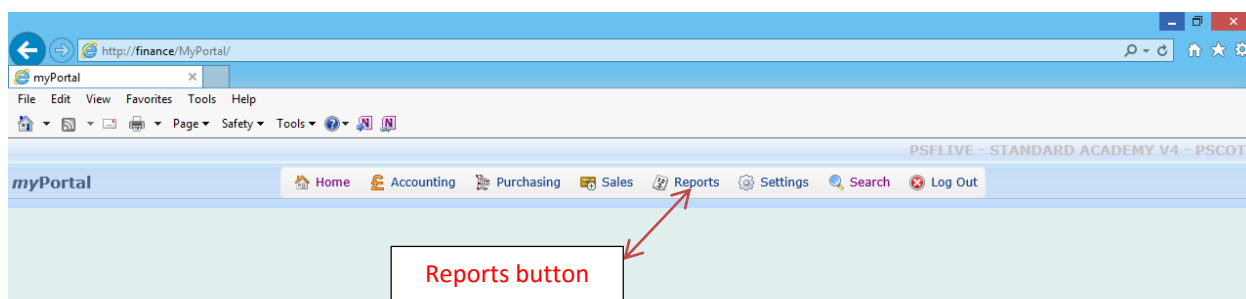 http://finance/MyPortal/
myPortal
File Edit View Favorites Tools Help
Page Safety Tools
PSFLIVE - STANDARD ACADEMY V4 - PSCOT
myPortal Home Accounting Purchasing Sales Reports Settings Search Log Out
Reports button